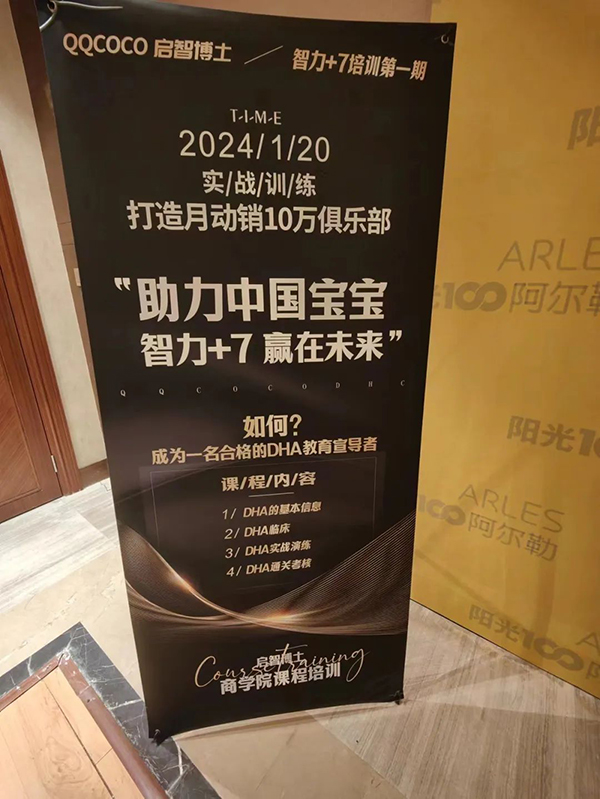 QQCOCO 启智博士 / 智力+7培训第一期
T-I-M-E
2024/1/20
实/战/训/练
打造月动销10万俱乐部
“助力中国宝宝
智力+7 赢在未来”
Q Q C O C O D H C
如何?
成为一名合格的DHA教育宣导者
课/程/内/容
1/ DHA的基本信息
2/ DHA临床
3/ DHA实战演练
4/ DHA通关考核
Course Training
启智博士
商学院课程培训
阳
ARLES
光100阿尔勒
阳光10
ARLES
100阿尔勒
阳光100